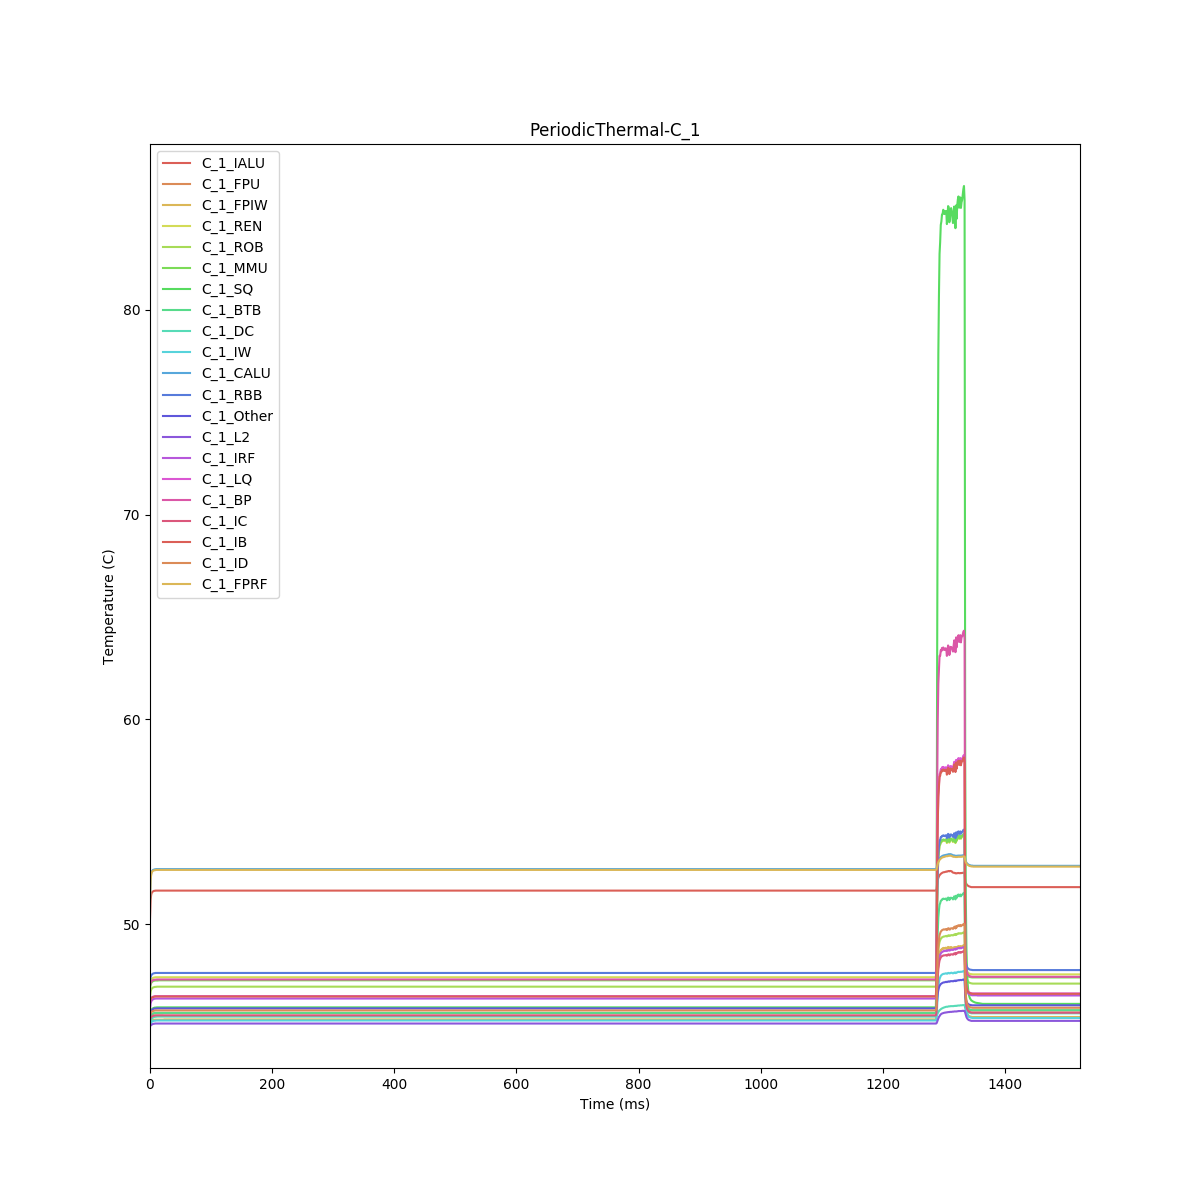 PeriodicThermal-C_1
C_1_IALU
C_1_FPU
C_1_FPIW
C_1_REN
C_1_ROB
C_1_MMU
C_1_SQ
C_1_BTB
C_1_DC
C_1_IW
C_1_CALU
C_1_RBB
C_1_Other
C_1_L2
C_1_IRF
C_1_LQ
C_1_BP
C_1_IC
C_1_IB
C_1_ID
C_1_FPRF
80
70
60
50
Temperature (C)
0 200 400 600 800 1000 1200 1400
Time (ms)